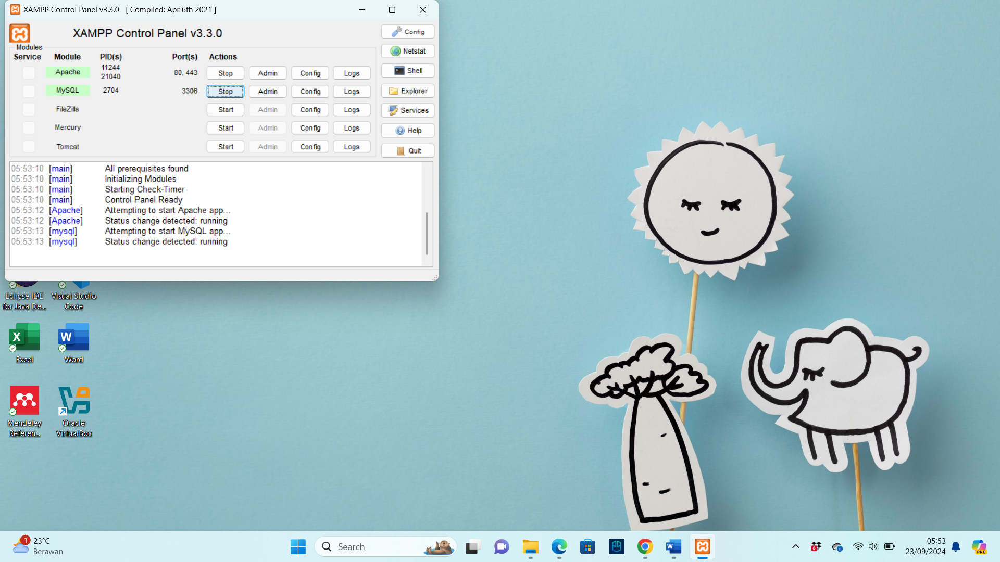 XAMPP Control Panel v3.3.0 [ Compiled: Apr 6th 2021 ]
XAMPP Control Panel v3.3.0
Config
Modules
Service Module PID(s) Port(s) Actions
Netstat
Apache 11244 21040 80, 443 Stop Admin Config Logs
Shell
MySQL 2704 3306 Stop Admin Config Logs
Explorer
FileZilla Start Admin Config Logs
Services
Mercury Start Admin Config Logs
Help
Tomcat Start Admin Config Logs
Quit
05:53:10 [main] All prerequisites found
05:53:10 [main] Initializing Modules
05:53:10 [main] Starting Check-Timer
05:53:10 [main] Control Panel Ready
05:53:12 [Apache] Attempting to start Apache app...
05:53:12 [Apache] Status change detected: running
05:53:13 [mysql] Attempting to start MySQL app...
05:53:13 [mysql] Status change detected: running
Eclipse IDE
for Java De...
Visual Studio
Code
X
Excel
W
Word
Mendeley
Referen...
Oracle
VirtualBox
1
23°C
Berawan
Search
W
6
05:53
23/09/2024
PRE